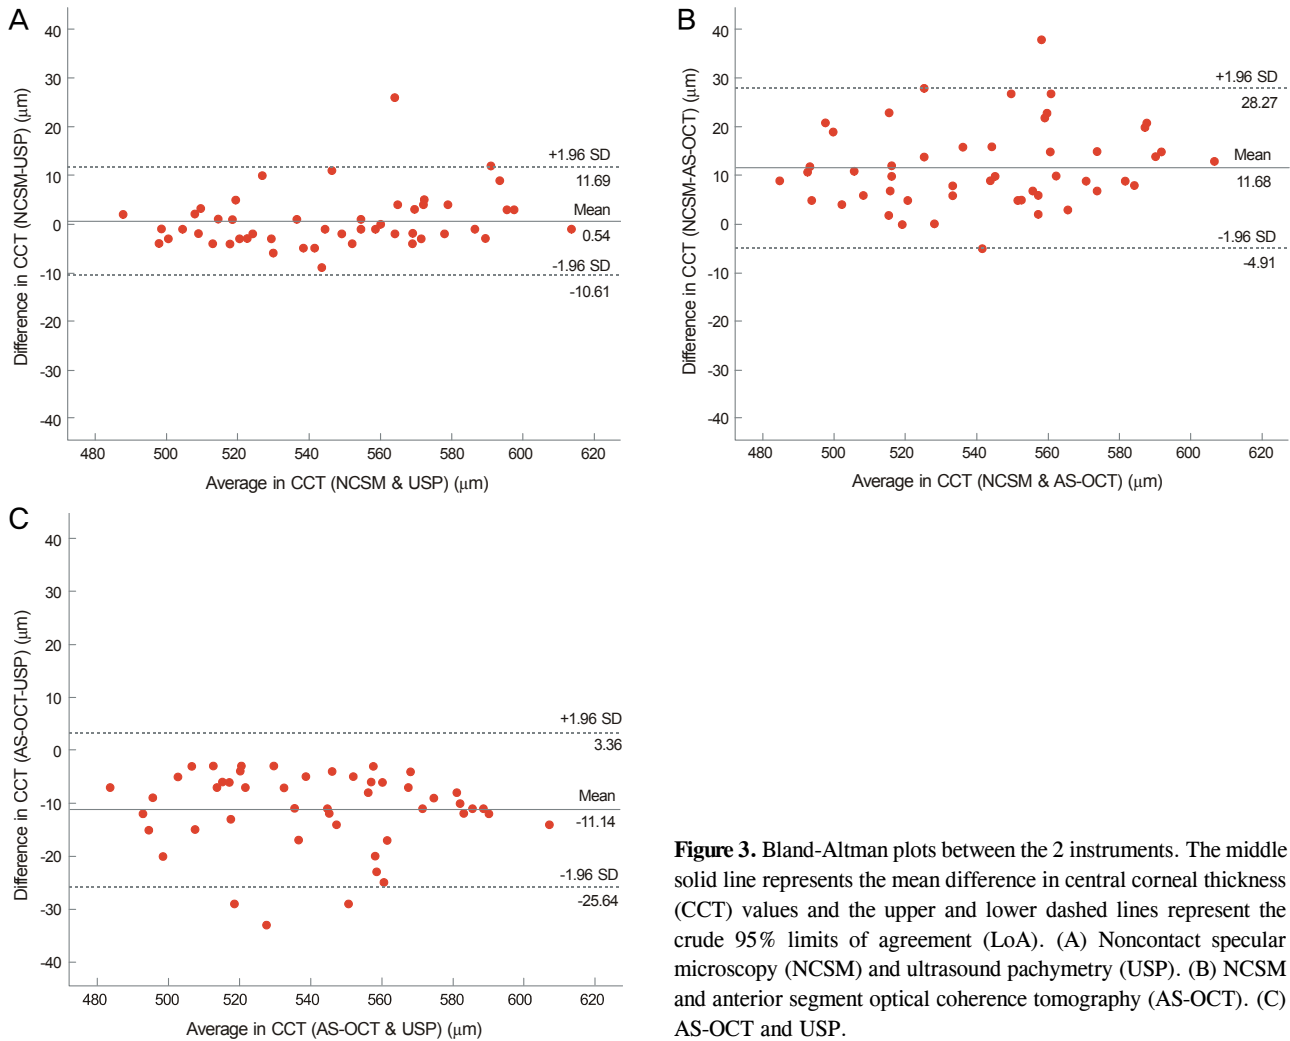 A
Difference in CCT (NCSM-USP) (μm)
40
30
20
10
0
-10
-20
-30
-40
+1.96 SD
11.69
Mean
0.54
-1.96 SD
-10.61
480 500 520 540 560 580 600 620
Average in CCT (NCSM & USP) (μm)
B
Difference in CCT (NCSM-AS-OCT) (μm)
40
30
20
10
0
-10
-20
-30
-40
+1.96 SD
28.27
Mean
11.68
-1.96 SD
-4.91
480 500 520 540 560 580 600 620
Average in CCT (NCSM & AS-OCT) (μm)
C
Difference in CCT (AS-OCT-USP) (μm)
40
30
20
10
0
-10
-20
-30
-40
+1.96 SD
3.36
Mean
-11.14
-1.96 SD
-25.64
480 500 520 540 560 580 600 620
Average in CCT (AS-OCT & USP) (μm)
Figure 3. Bland-Altman plots between the 2 instruments. The middle
solid line represents the mean difference in central corneal thickness
(CCT) values and the upper and lower dashed lines represent the
crude 95% limits of agreement (LoA). (A) Noncontact specular
microscopy (NCSM) and ultrasound pachymetry (USP). (B) NCSM
and anterior segment optical coherence tomography (AS-OCT). (C)
AS-OCT and USP.